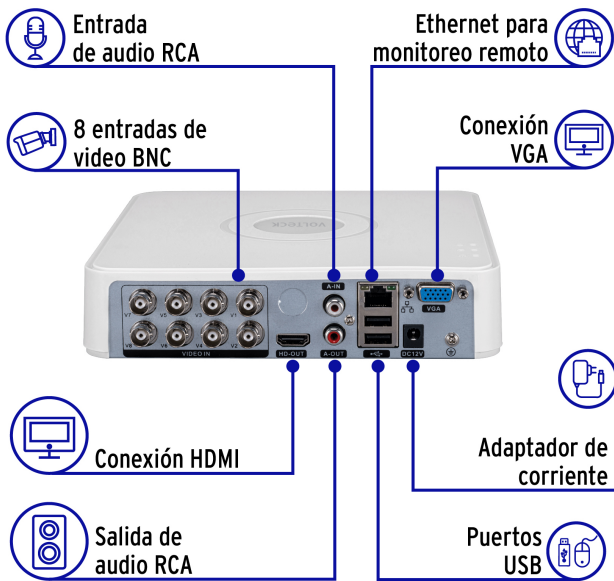 Entrada
de audio RCA
Ethernet para
monitoreo remoto
8 entradas de
video BNC
Conexión
VGA
VOLTECK
A-IN
V7 V5 V3 V1
VGA
V8 V6 V4 V2
VIDEO IN
HD-OUT
A-OUT
DC12V
Conexión HDMI
Adaptador de
corriente
Salida de
audio RCA
Puertos
USB